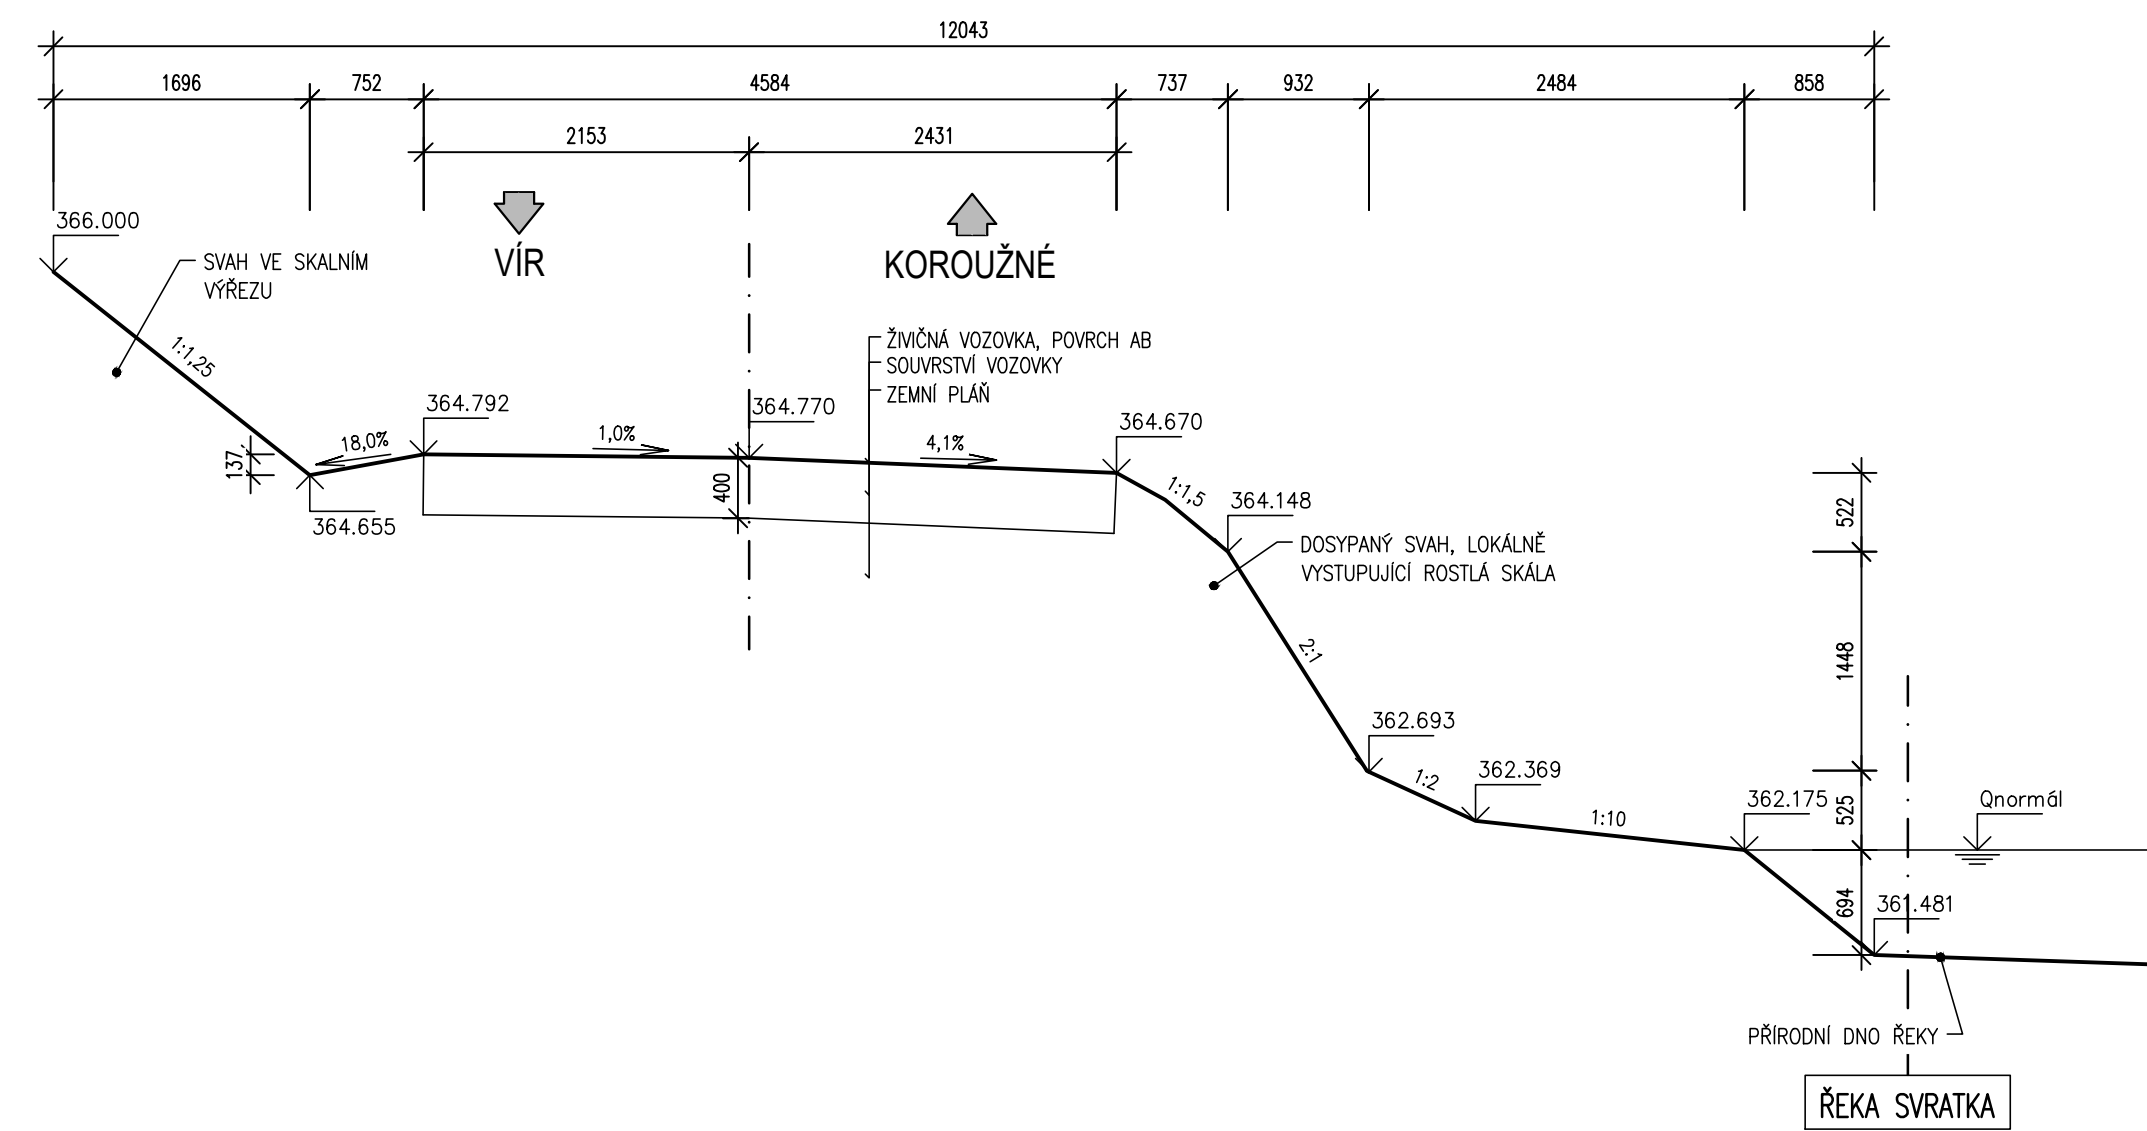 12043
1696 752 4584 737 932 2484 858
2153 2431
366.000
SVAH VE SKALNÍM
VÝŘEZU
VÍR
KOROUŽNÉ
1:1,25
ŽIVIČNÁ VOZOVKA, POVRCH AB
SOUVRSTVÍ VOZOVKY
ZEMNÍ PLÁŇ
364.792
364.770
364.670
137
18,0%
1,0%
4,1%
400
364.655
1:1,5
364.148
522
DOSYPANÝ SVAH, LOKÁLNĚ
VYSTUPUJÍCÍ ROSTLÁ SKÁLA
2:1
1448
362.693
1:2
362.369
1:10
362.175
525
Qnormál
694
361.481
PŘÍRODNÍ DNO ŘEKY
ŘEKA SVRATKA